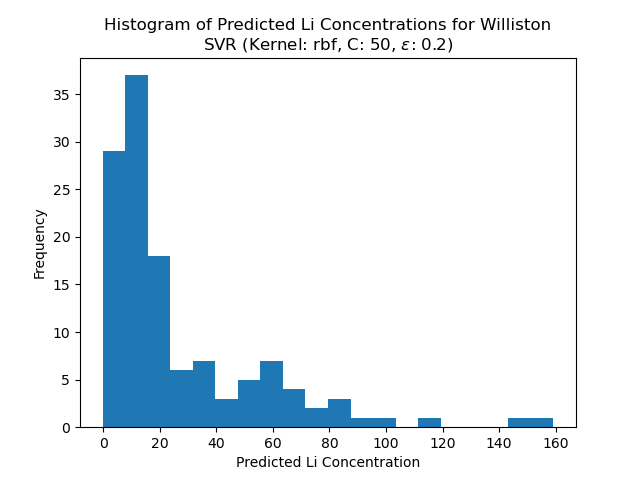 Histogram of Predicted Li Concentrations for Williston
SVR (Kernel: rbf, C: 50, ε: 0.2)
35
30
25
20
15
10
5
0
Frequency
0 20 40 60 80 100 120 140 160
Predicted Li Concentration